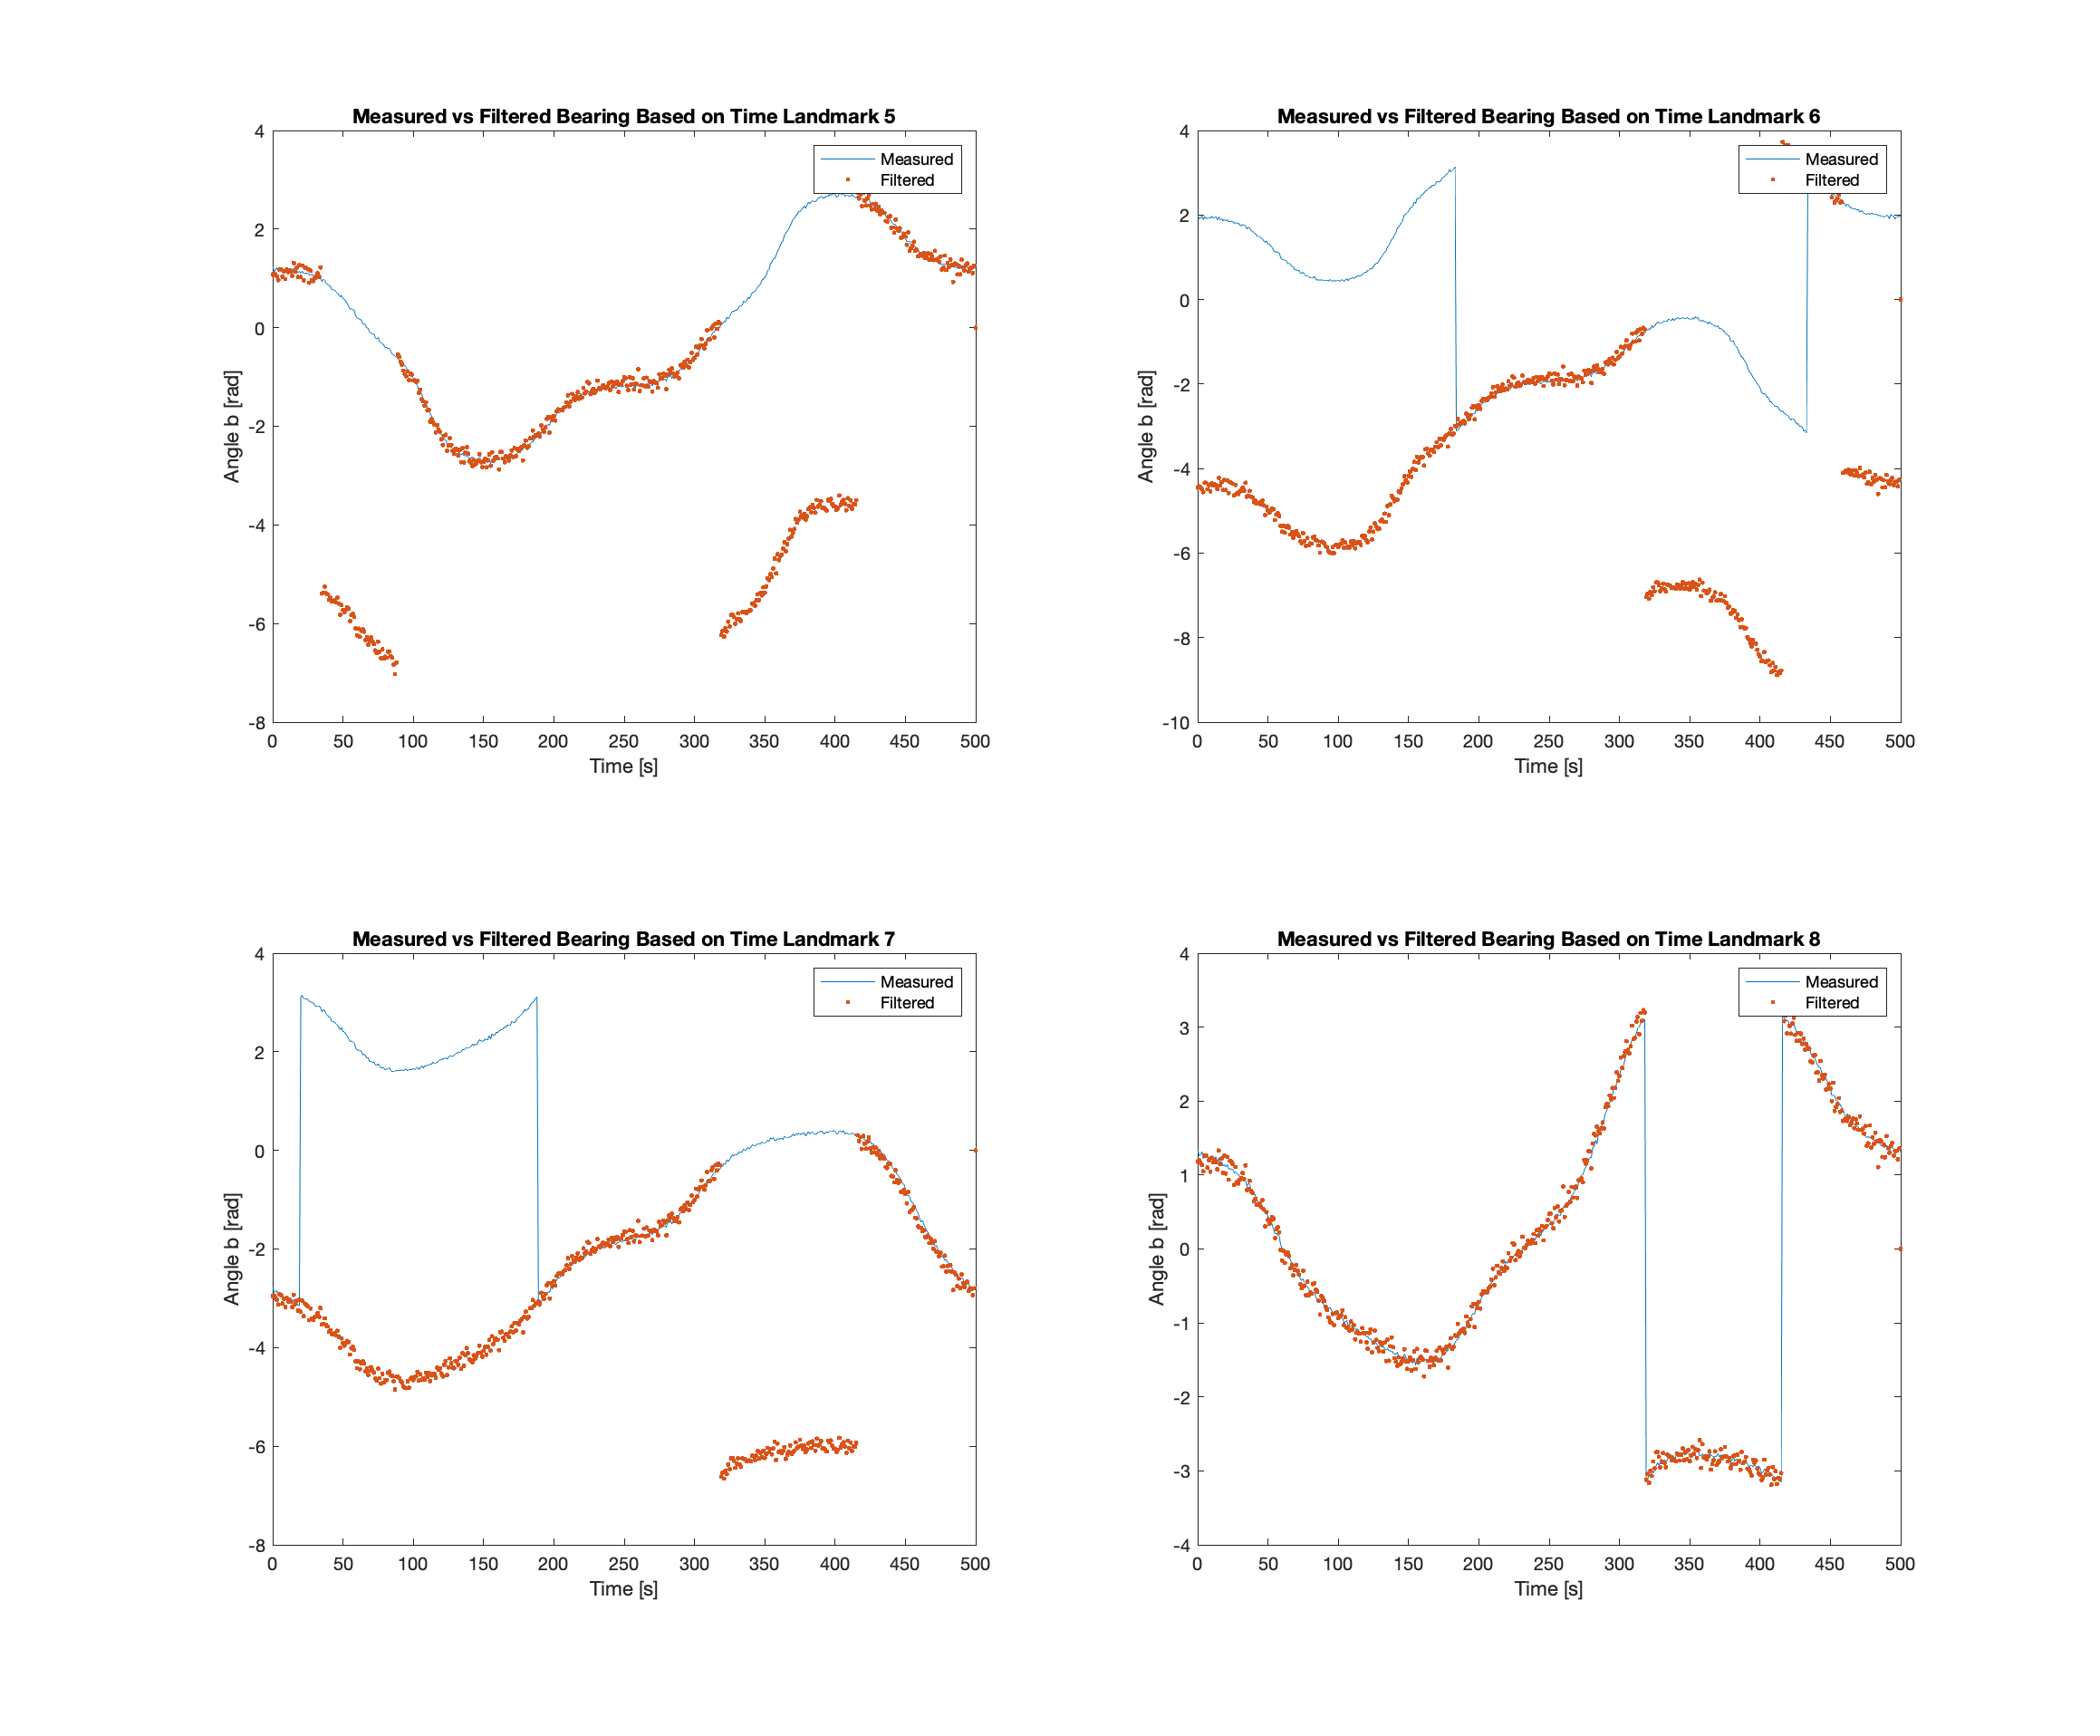 Measured vs Filtered Bearing Based on Time Landmark 5
4
2
0
-2
-4
-6
-8
Angle b [rad]
0 50 100 150 200 250 300 350 400 450 500
Time [s]
Measured
Filtered
Measured vs Filtered Bearing Based on Time Landmark 6
4
2
0
-2
-4
-6
-8
-10
Angle b [rad]
0 50 100 150 200 250 300 350 400 450 500
Time [s]
Measured
Filtered
Measured vs Filtered Bearing Based on Time Landmark 7
4
2
0
-2
-4
-6
-8
Angle b [rad]
0 50 100 150 200 250 300 350 400 450 500
Time [s]
Measured
Filtered
Measured vs Filtered Bearing Based on Time Landmark 8
4
3
2
1
0
-1
-2
-3
-4
Angle b [rad]
0 50 100 150 200 250 300 350 400 450 500
Time [s]
Measured
Filtered